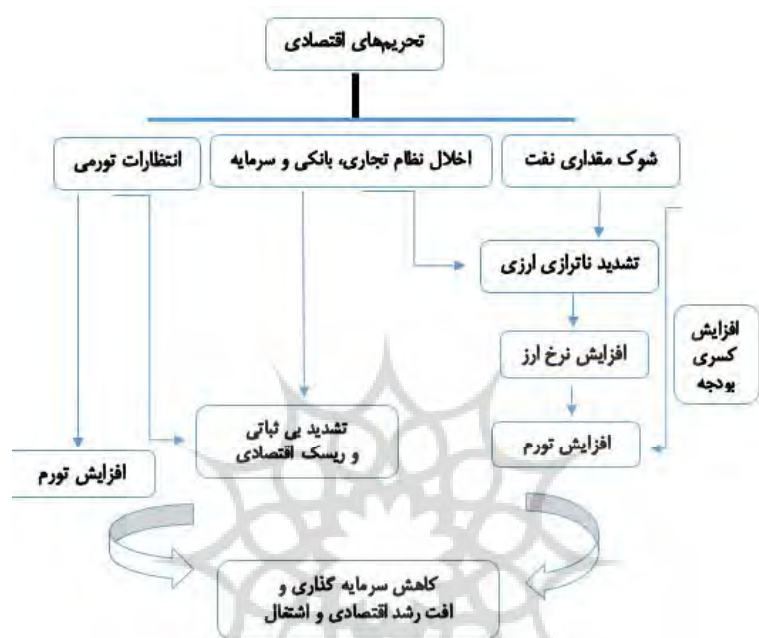 تحریم‌های اقتصادی
شوک مقداری نفت
اخلال نظام تجاری، بانکی و سرمایه
انتظارات تورمی
تشدید ناترازی ارزی
افزایش
کسری
بودجه
افزایش نرخ ارز
تشدید بی ثباتی
و ریسک اقتصادی
افزایش تورم
افزایش تورم
کاهش سرمایه گذاری و
افت رشد اقتصادی و اشتغال